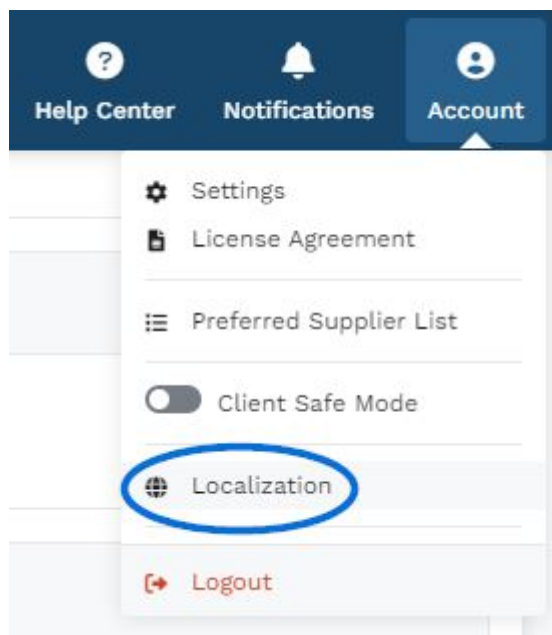 Help Center
Notifications
Account
Settings
License Agreement
Preferred Supplier List
Client Safe Mode
Localization
Logout